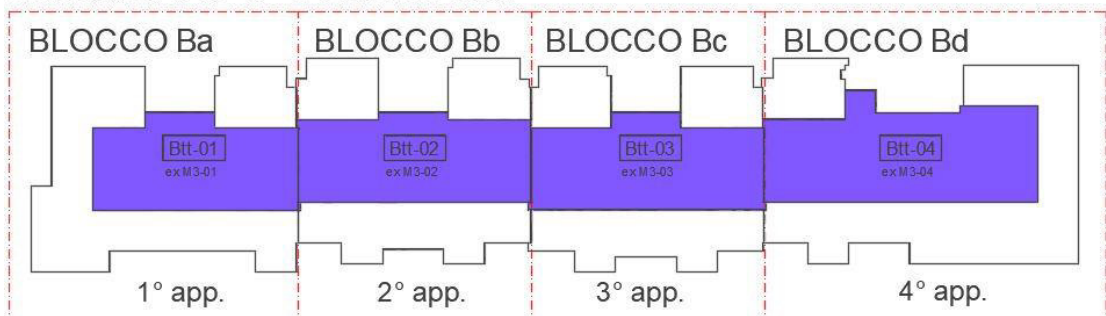 BLOCCO Ba
BLOCCO Bb
BLOCCO Bc
BLOCCO Bd
Btt-01
ex M3-01
Btt-02
ex M3-02
Btt-03
ex M3-03
Btt-04
ex M3-04
1° app.
2° app.
3° app.
4° app.